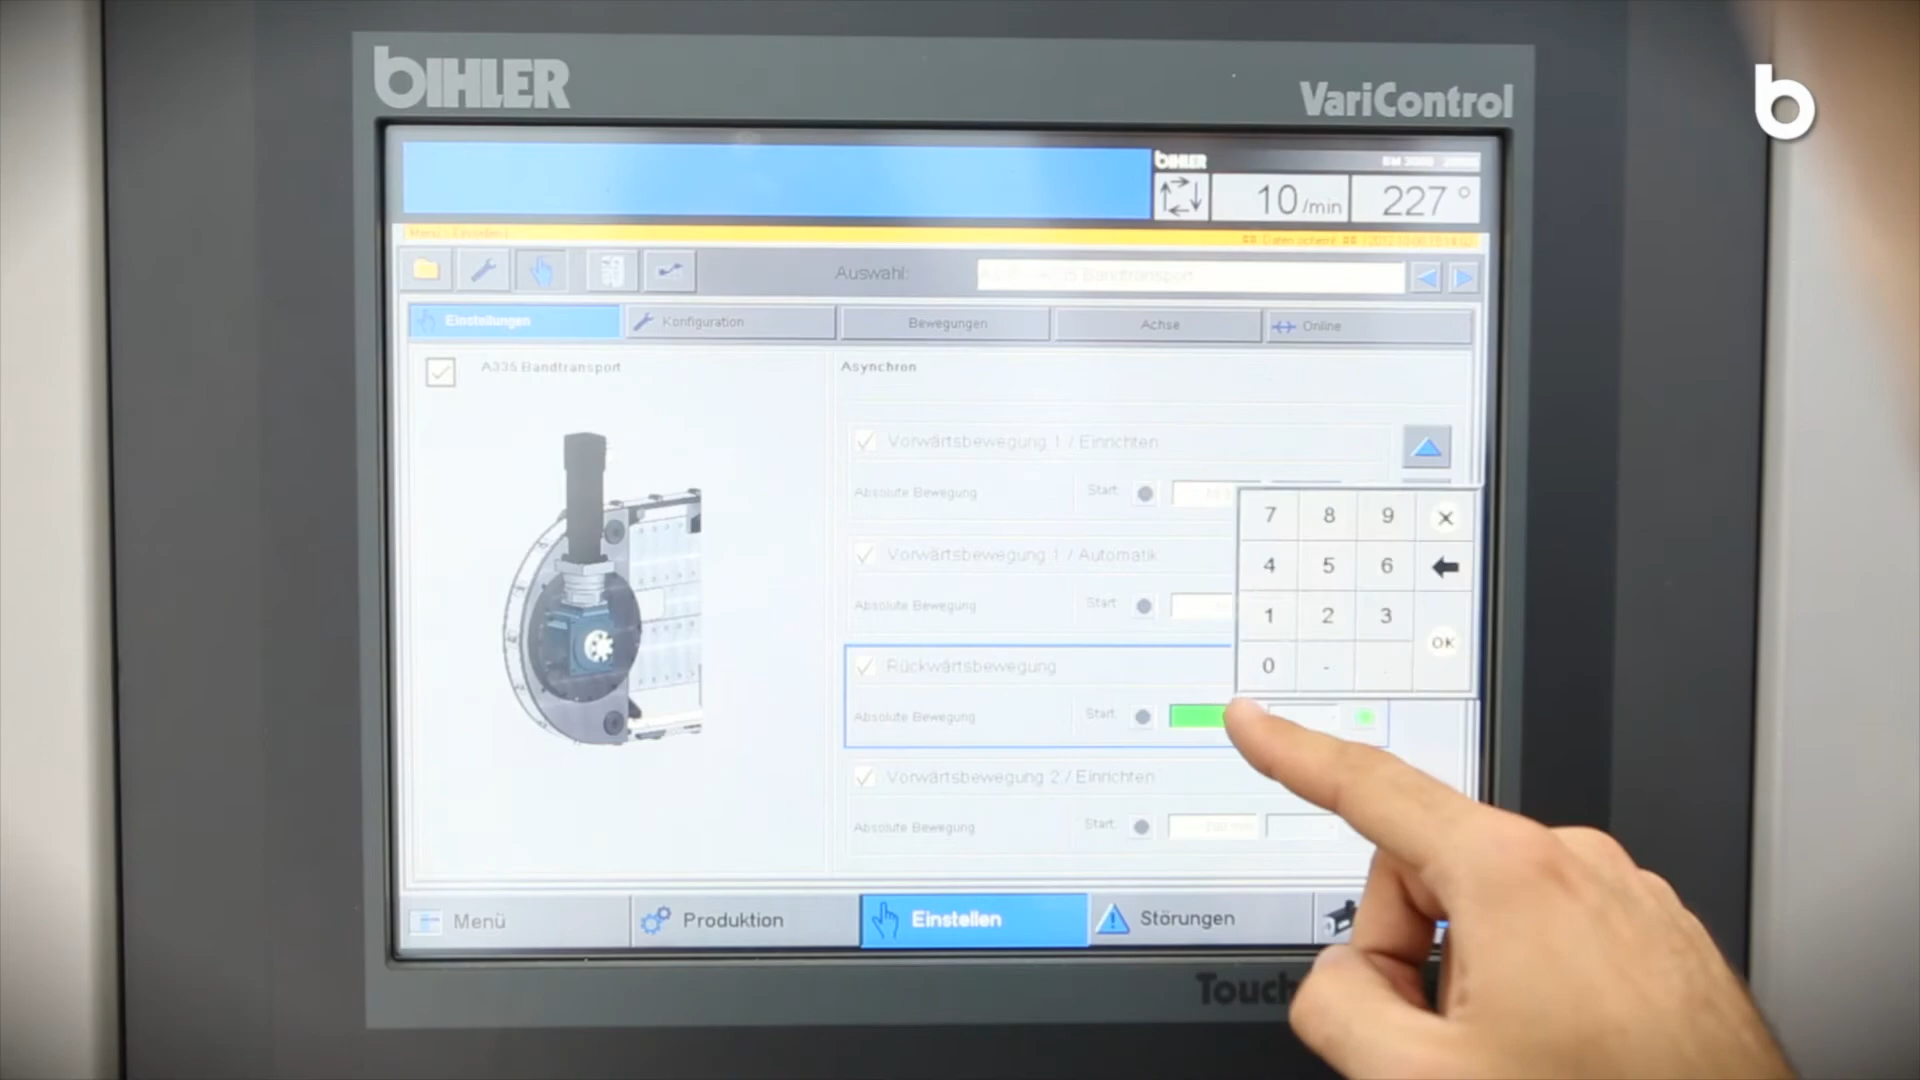 BIHLER
VariControl
b
BIHLER
10 /min
227 °
Auswahl:
Bandtransport
Einstellungen
Konfiguration
Bewegungen
Achse
Online
A335 Bandtransport
Asynchron
Vorwärtsbewegung 1 / Einrichten
Absolute Bewegung
Start:
Vorwärtsbewegung 1 / Automatik
Absolute Bewegung
Start:
Rückwärtsbewegung
Absolute Bewegung
Start:
Vorwärtsbewegung 2 / Einrichten
Absolute Bewegung
Start:
7 8 9
4 5 6
1 2 3
OK
0 -
Menü
Produktion
Einstellen
Störungen
Touch